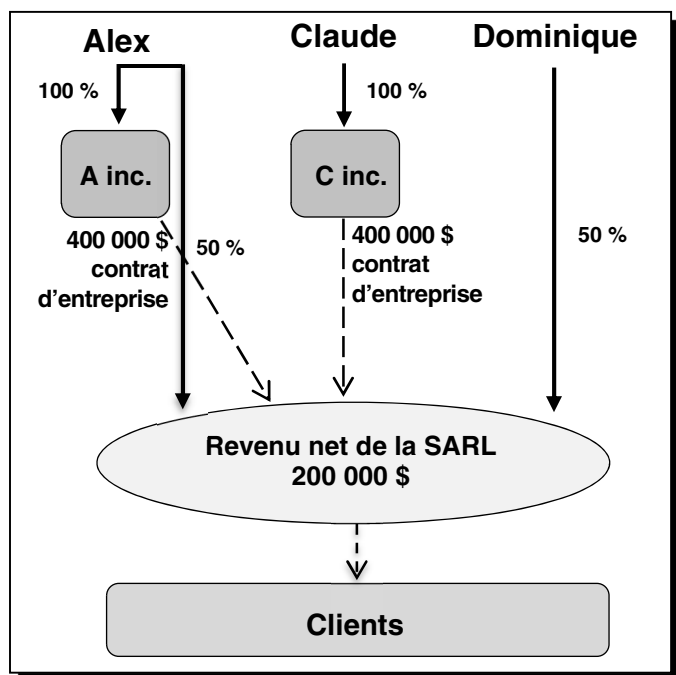 Alex
Claude
Dominique
100 %
100 %
A inc.
C inc.
400 000 $
contrat
d’entreprise
50 %
400 000 $
contrat
d’entreprise
50 %
Revenu net de la SARL
200 000 $
Clients